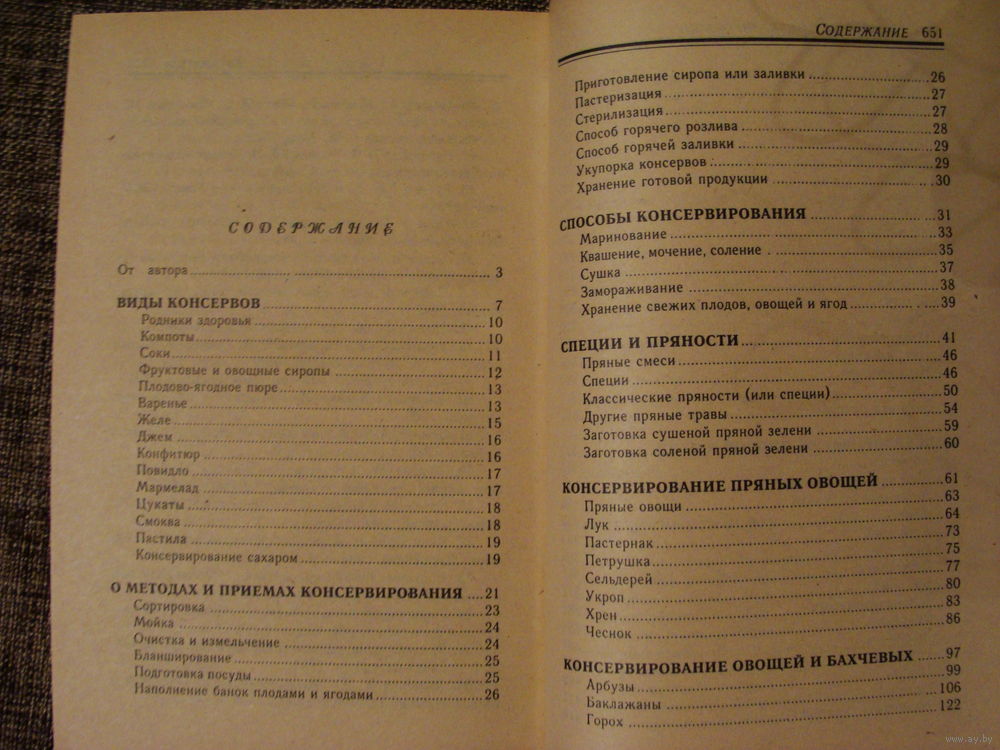 СОДЕРЖАНИЕ
От автора 3
ВИДЫ КОНСЕРВОВ 7
Родники здоровья 10
Компоты 10
Соки 11
Фруктовые и овощные сиропы 12
Плодово-ягодное пюре 13
Варенье 13
Желе 15
Джем 16
Конфитюр 16
Повидло 17
Мармелад 17
Цукаты 18
Смоква 18
Пастила 19
Консервирование сахаром 19
О МЕТОДАХ И ПРИЕМАХ КОНСЕРВИРОВАНИЯ 21
Сортировка 23
Мойка 24
Очистка и измельчение 24
Бланширование 25
Подготовка посуды 25
Наполнение банок плодами и ягодами 26
СОДЕРЖАНИЕ 651
Приготовление сиропа или заливки 26
Пастеризация 27
Стерилизация 27
Способ горячего розлива 28
Способ горячей заливки 29
Укупорка консервов 29
Хранение готовой продукции 30
СПОСОБЫ КОНСЕРВИРОВАНИЯ 31
Маринование 33
Квашение, мочение, соление 35
Сушка 37
Замораживание 38
Хранение свежих плодов, овощей и ягод 39
СПЕЦИИ И ПРЯНОСТИ 41
Пряные смеси 46
Специи 46
Классические пряности (или специи) 50
Другие пряные травы 54
Заготовка сушеной пряной зелени 59
Заготовка соленой пряной зелени 60
КОНСЕРВИРОВАНИЕ ПРЯНЫХ ОВОЩЕЙ 61
Пряные овощи 63
Лук 64
Пастернак 73
Петрушка 75
Сельдерей 77
Укроп 80
Хрен 83
Чеснок 86
КОНСЕРВИРОВАНИЕ ОВОЩЕЙ И БАХЧЕВЫХ 97
Арбузы 99
Баклажаны 106
Горох 122
www.ay.by